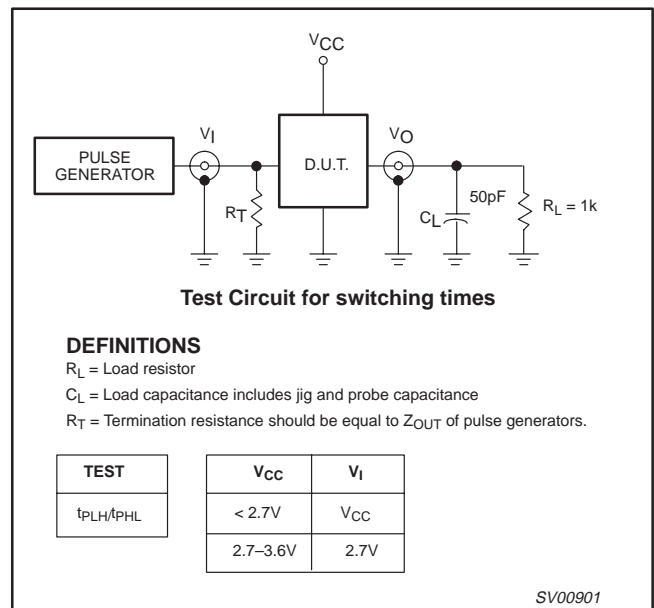 VCC
VI
VO
PULSE
GENERATOR
D.U.T.
RT
50pF
CL
RL = 1k
Test Circuit for switching times
DEFINITIONS
RL = Load resistor
CL = Load capacitance includes jig and probe capacitance
RT = Termination resistance should be equal to ZOUT of pulse generators.
TEST
tPLH/tPHL
VCC VI
< 2.7V VCC
2.7–3.6V 2.7V
SV00901